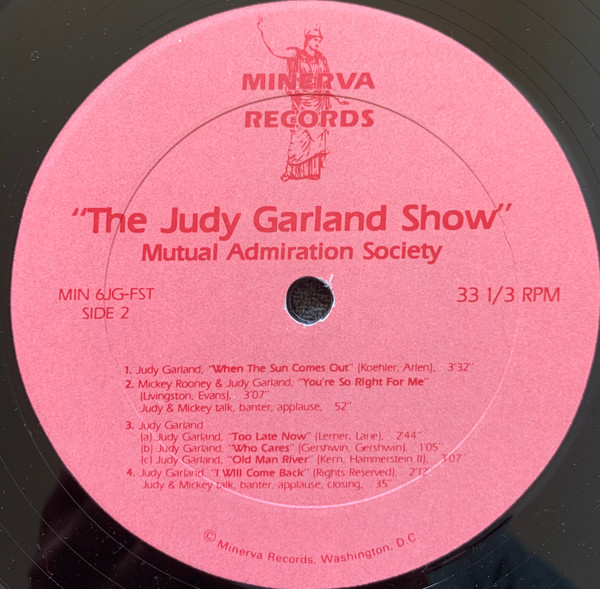 MINERVA
RECORDS
"The Judy Garland Show"
Mutual Admiration Society
MIN 6JG-FST
SIDE 2
33 1/3 RPM
1. Judy Garland, "When The Sun Comes Out" (Koehler, Arlen), 3'32"
2. Mickey Rooney & Judy Garland, "You're So Right For Me"
(Livingston, Evans), 3'07"
Judy & Mickey talk, banter, applause, 52"
3. Judy Garland
(a) Judy Garland, "Too Late Now" (Lerner, Lane), 2'44"
(b) Judy Garland, "Who Cares" (Gershwin, Gershwin), 1'05"
(c) Judy Garland, "Old Man River" (Kern, Hammerstein II), 3'07"
4. Judy Garland, "I Will Come Back" (Rights Reserved), 2'12"
Judy & Mickey talk, banter, applause, closing, 35"
© Minerva Records, Washington, D.C